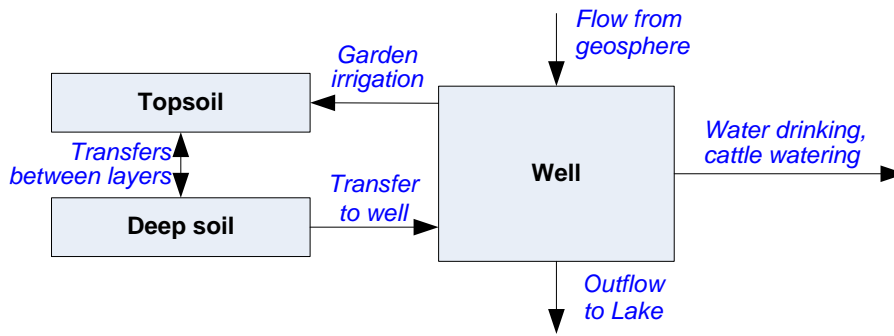 Flow from
geosphere
Garden
irrigation
Topsoil
Water drinking,
cattle watering
Transfers
between layers
Well
Transfer
to well
Deep soil
Outflow
to Lake